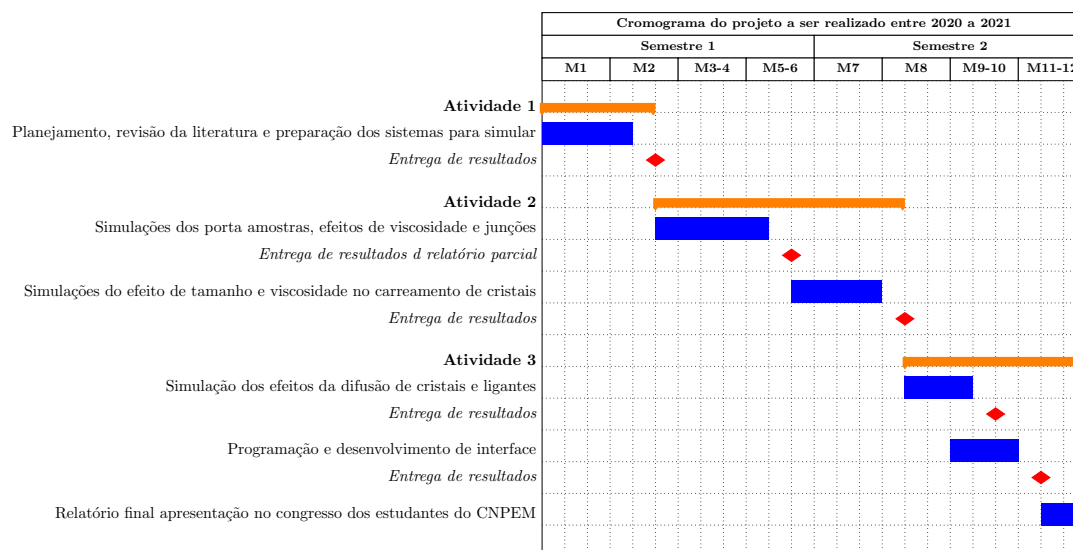 Cromograma do projeto a ser realizado entre 2020 a 2021
Semestre 1 Semestre 2
M1 M2 M3-4 M5-6 M7 M8 M9-10 M11-12
Atividade 1
Planejamento, revisão da literatura e preparação dos sistemas para simular
Entrega de resultados
Atividade 2
Simulações dos porta amostras, efeitos de viscosidade e junções
Entrega de resultados d relatório parcial
Simulações do efeito de tamanho e viscosidade no carreamento de cristais
Entrega de resultados
Atividade 3
Simulação dos efeitos da difusão de cristais e ligantes
Entrega de resultados
Programação e desenvolvimento de interface
Entrega de resultados
Relatório final apresentação no congresso dos estudantes do CNPEM